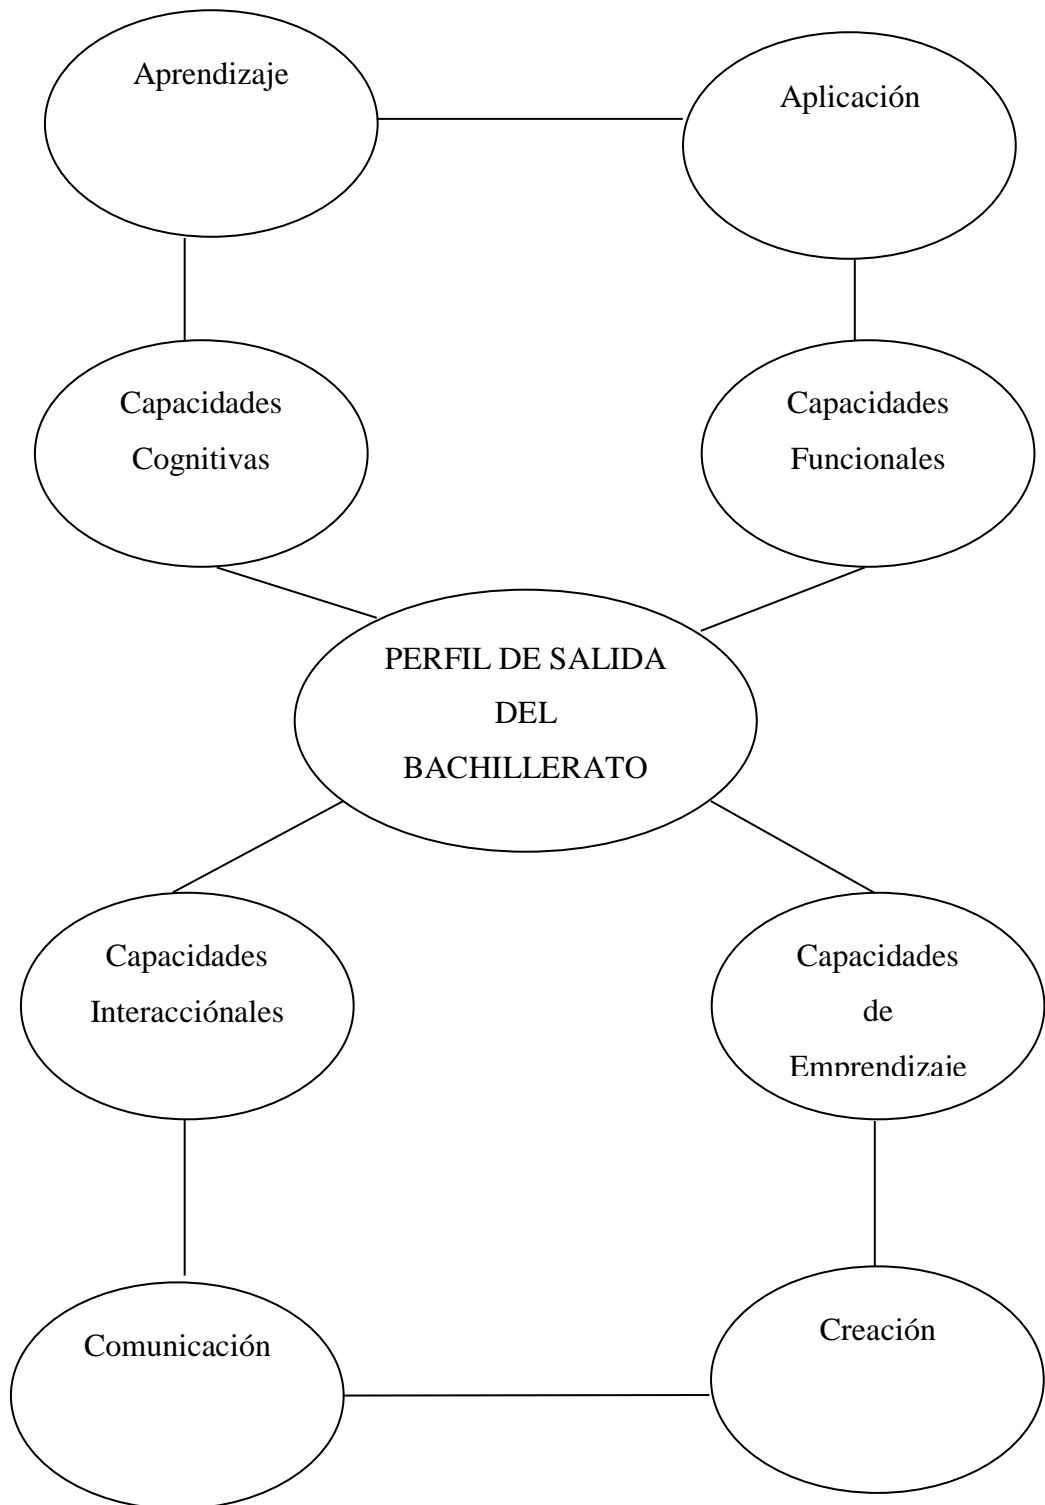 Aprendizaje
Aplicación
Capacidades
Cognitivas
Capacidades
Funcionales
PERFIL DE SALIDA
DEL
BACHILLERATO
Capacidades
Interacciónales
Capacidades
de
Emprendizaje
Comunicación
Creación